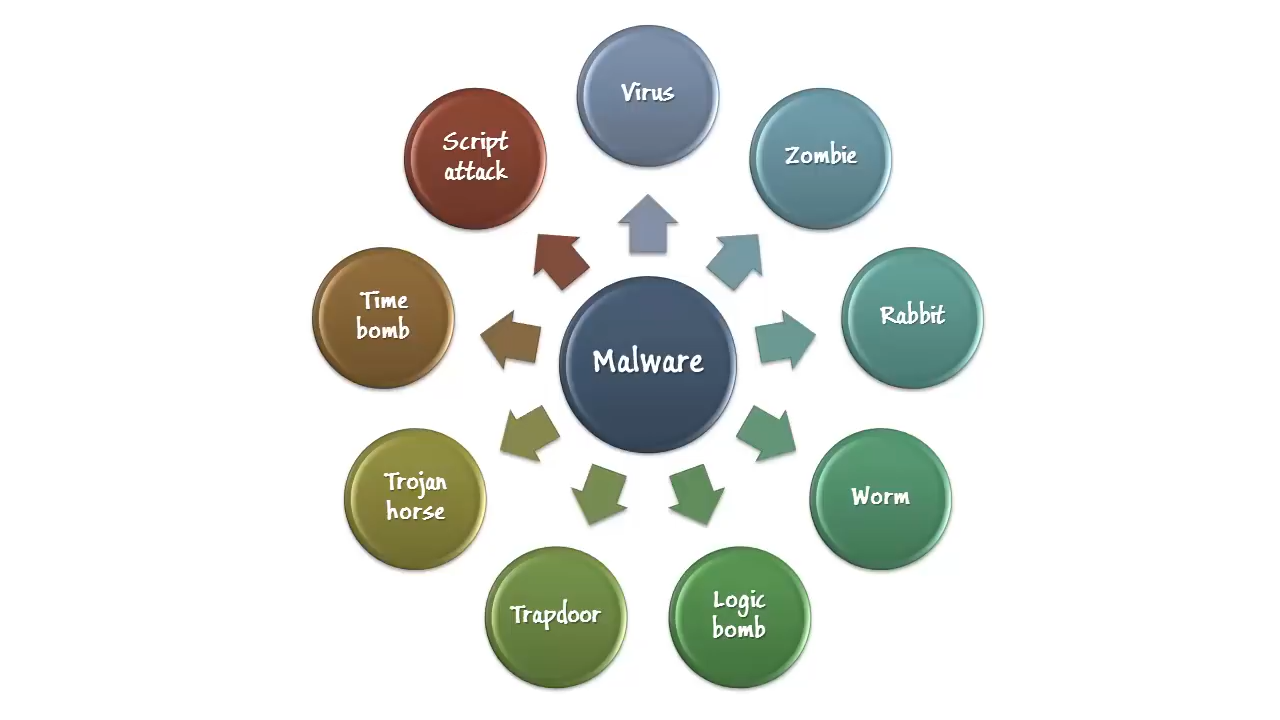 Virus
Zombie
Rabbit
Worm
Logic
bomb
Trapdoor
Trojan
horse
Time
bomb
Script
attack
Malware